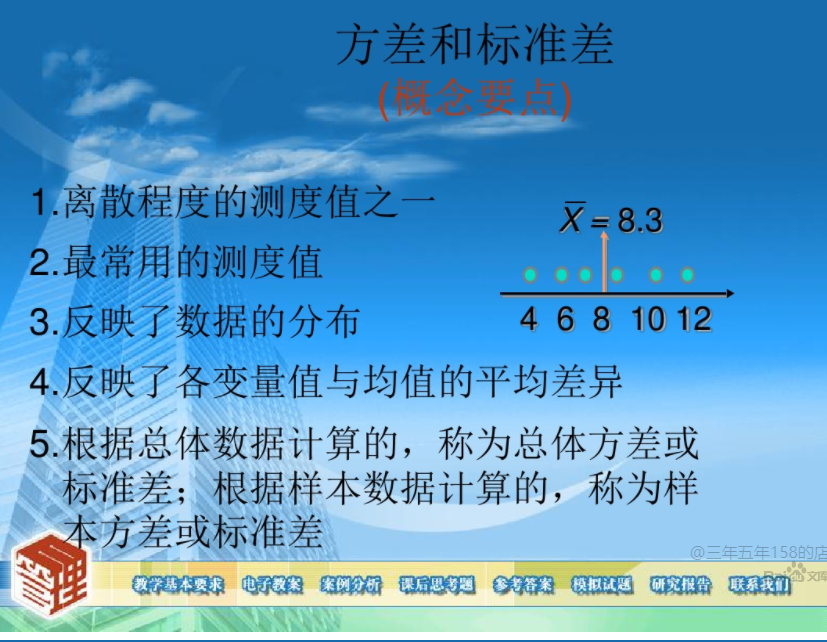 方差和标准差
(概念要点)
1.离散程度的测度值之一
2.最常用的测度值
3.反映了数据的分布
4.反映了各变量值与均值的平均差异
5.根据总体数据计算的，称为总体方差或
标准差；根据样本数据计算的，称为样
本方差或标准差
X̅ = 8.3
4 6 8 10 12
@三年五年158的店
管理
教学基本要求 电子教案 案例分析 课后思考题 参考答案 模拟试题 研究报告 联系我们